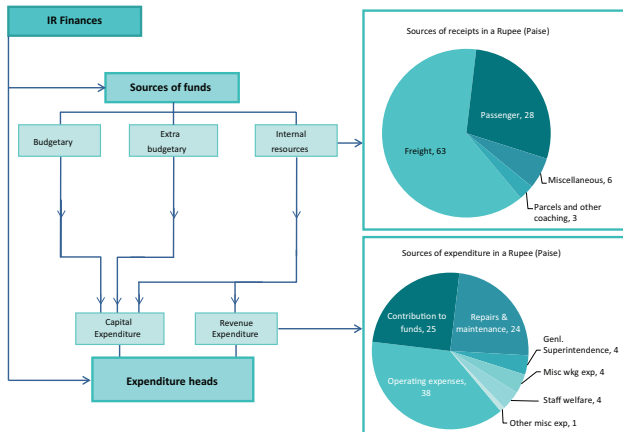 IR Finances
Sources of funds
Budgetary
Extra
budgetary
Internal
resources
Capital
Expenditure
Revenue
Expenditure
Expenditure heads
Sources of receipts in a Rupee (Paise)
Passenger, 28
Freight, 63
Miscellaneous, 6
Parcels and other
coaching, 3
Sources of expenditure in a Rupee (Paise)
Contribution to
funds, 25
Repairs &
maintenance, 24
Genl.
Superintendence, 4
Misc wkg exp, 4
Operating expenses,
38
Staff welfare, 4
Other misc exp, 1